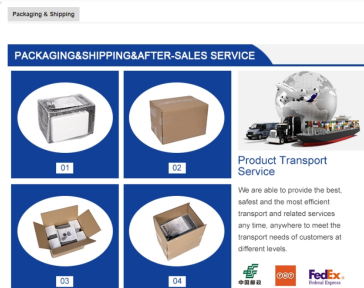 Packaging & Shipping
PACKAGING&SHIPPING&AFTER-SALES SERVICE
01
02
03
04
Product Transport
Service
We are able to provide the best,
safest and the most efficient
transport and related services
any time, anywhere to meet the
transport needs of customers at
different levels.
中国邮政
FedEx
Federal Express